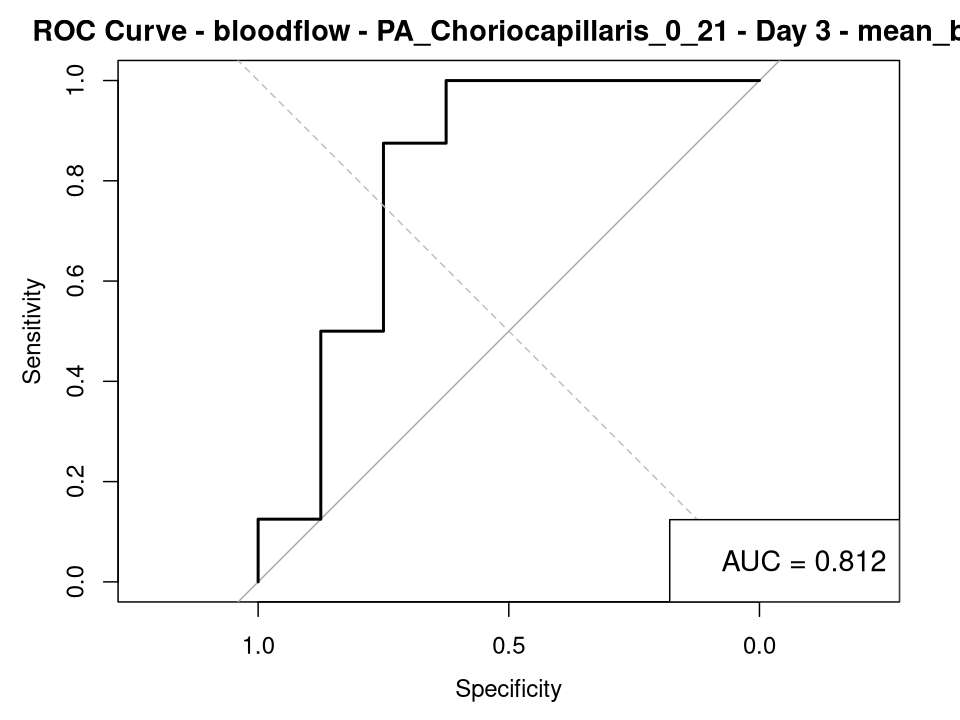 ROC Curve - bloodflow - PA_Choriocapillaris_0_21 - Day 3 - mean_b
1.0
0.8
0.6
0.4
0.2
0.0
Sensitivity
AUC = 0.812
1.0 0.5 0.0
Specificity